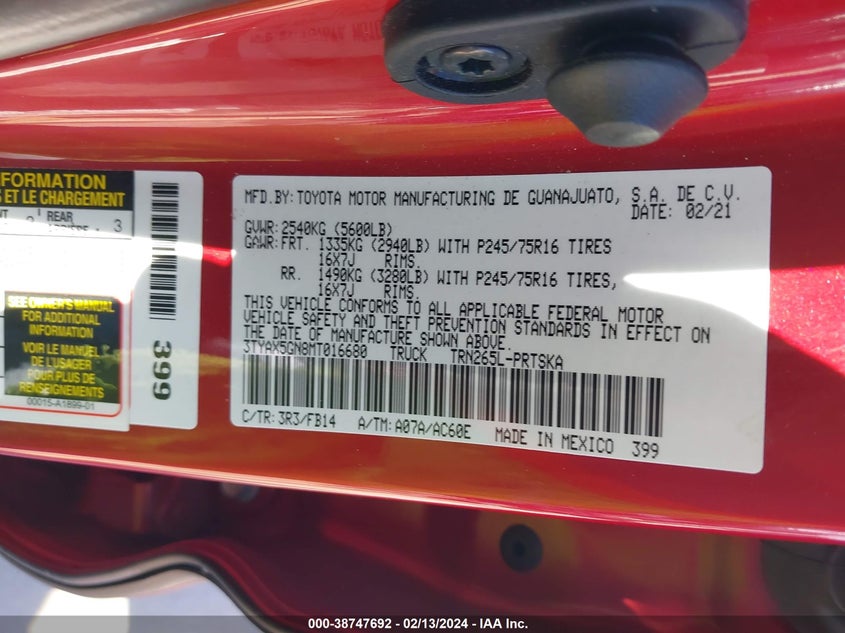 NFORMATION
S ET LE CHARGEMENT
REAR
3
SEE OWNER'S MANUAL
FOR ADDITIONAL
INFORMATION
VOIR LE MANUEL
DE L'USAGER
POUR PLUS DE
RENSEIGNEMENTS
00015-A1899-01
399
MFD.BY: TOYOTA MOTOR MANUFACTURING DE GUANAJUATO, S.A. DE C.V.
DATE: 02/21
GVWR: 2540KG (5600LB)
GAWR: FRT. 1335KG (2940LB) WITH P245/75R16 TIRES
16X7J RIMS.
RR. 1490KG (3280LB) WITH P245/75R16 TIRES,
16X7J RIMS.
THIS VEHICLE CONFORMS TO ALL APPLICABLE FEDERAL MOTOR
VEHICLE SAFETY AND THEFT PREVENTION STANDARDS IN EFFECT ON
THE DATE OF MANUFACTURE SHOWN ABOVE.
3TYAX5GN8MT016680 TRUCK TRN265L-PRTSKA
C/TR: 3R3/FB14 A/TM: A07A/AC60E MADE IN MEXICO 399
000-38747692 - 02/13/2024 - IAA Inc.